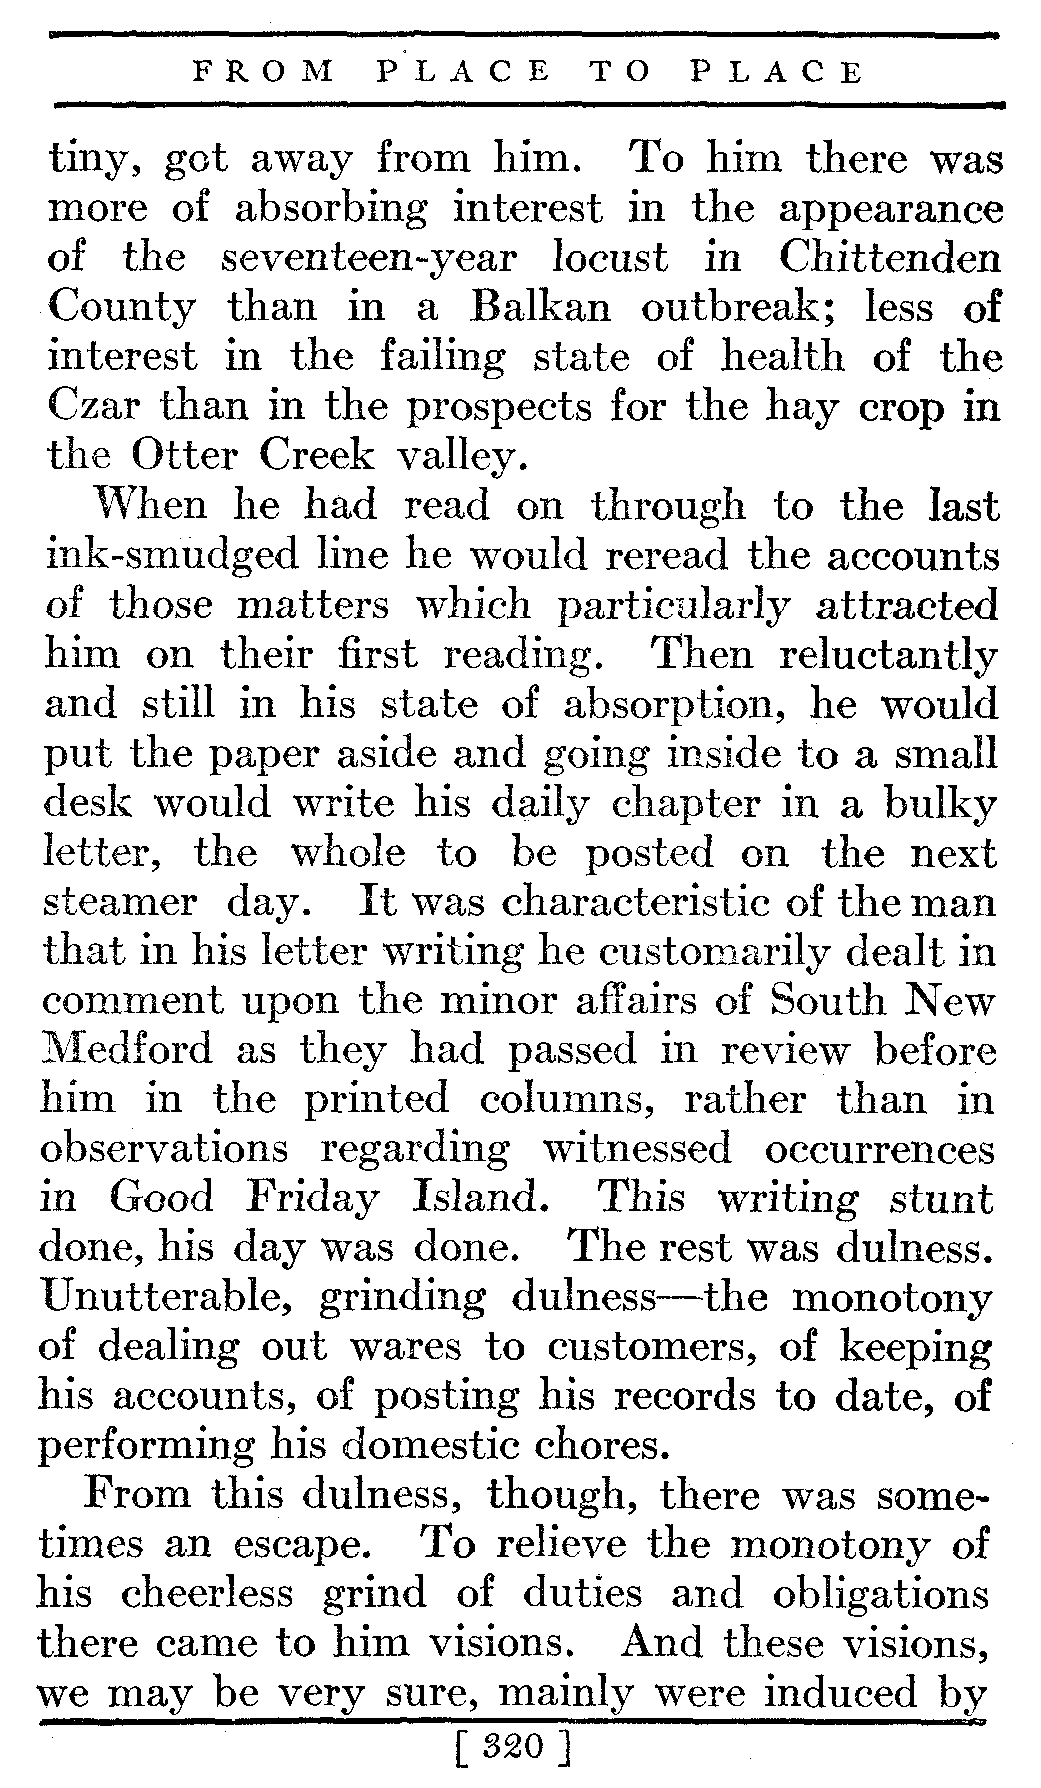 FROM PLACE TO PLACE
tiny, got away from him. To him there was
more of absorbing interest in the appearance
of the seventeen-year locust in Chittenden
County than in a Balkan outbreak; less of
interest in the failing state of health of the
Czar than in the prospects for the hay crop in
the Otter Creek valley.
When he had read on through to the last
ink-smudged line he would reread the accounts
of those matters which particularly attracted
him on their first reading. Then reluctantly
and still in his state of absorption, he would
put the paper aside and going inside to a small
desk would write his daily chapter in a bulky
letter, the whole to be posted on the next
steamer day. It was characteristic of the man
that in his letter writing he customarily dealt in
comment upon the minor affairs of South New
Medford as they had passed in review before
him in the printed columns, rather than in
observations regarding witnessed occurrences
in Good Friday Island. This writing stunt
done, his day was done. The rest was dulness.
Unutterable, grinding dulness—the monotony
of dealing out wares to customers, of keeping
his accounts, of posting his records to date, of
performing his domestic chores.
From this dulness, though, there was some-
times an escape. To relieve the monotony of
his cheerless grind of duties and obligations
there came to him visions. And these visions,
we may be very sure, mainly were induced by
[ 320 ]